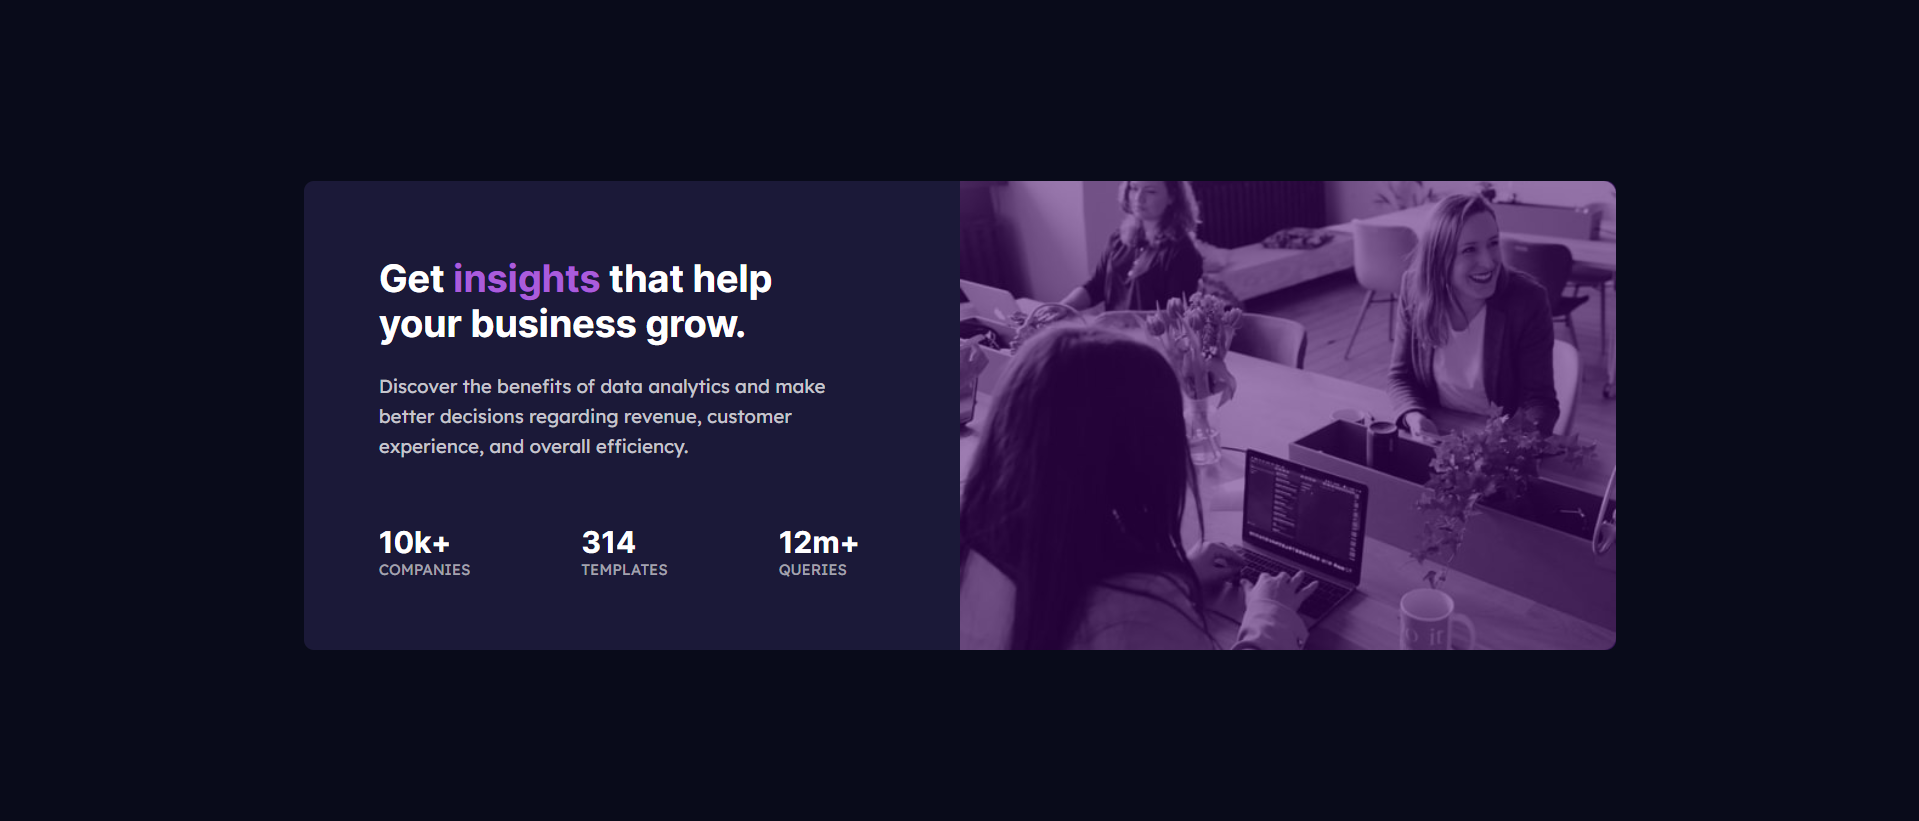 Get insights that help
your business grow.
Discover the benefits of data analytics and make
better decisions regarding revenue, customer
experience, and overall efficiency.
10k+
COMPANIES
314
TEMPLATES
12m+
QUERIES